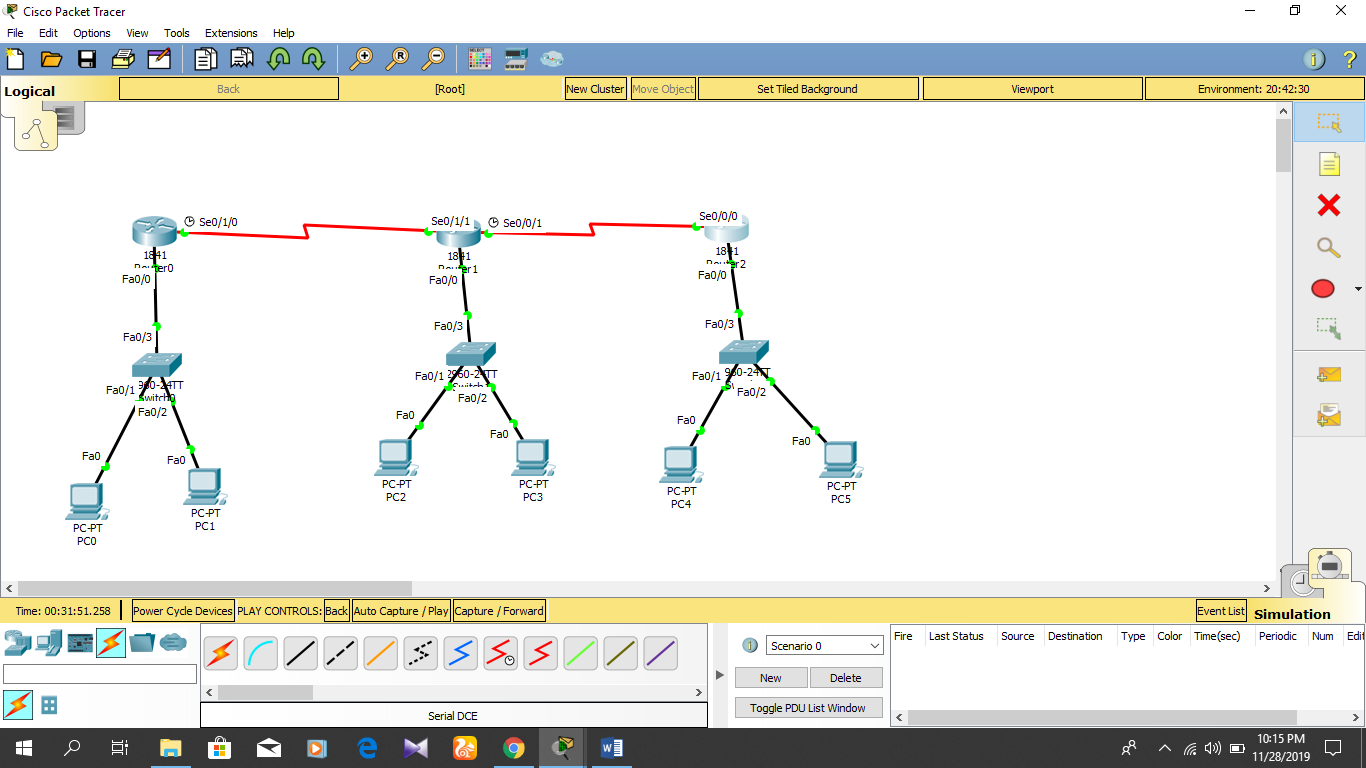 Cisco Packet Tracer
File Edit Options View Tools Extensions Help
Logical Back [Root] New Cluster Move Object Set Tiled Background Viewport Environment: 20:42:30
Se0/1/0 Se0/1/1 Se0/0/1 Se0/0/0
1841 1841 1841
Router0 Router1 Router2
Fa0/0 Fa0/0 Fa0/0
Fa0/3 Fa0/3 Fa0/3
960-24TT 2960-24TT 960-24TT
Switch0
Fa0/1 Fa0/1 Fa0/1
Fa0/2 Fa0/2 Fa0/2
Fa0 Fa0 Fa0 Fa0 Fa0 Fa0
PC-PT PC-PT PC-PT PC-PT PC-PT PC-PT
PC0 PC1 PC2 PC3 PC4 PC5
Time: 00:31:51.258 Power Cycle Devices PLAY CONTROLS: Back Auto Capture / Play Capture / Forward Event List Simulation
Scenario 0
New Delete
Toggle PDU List Window
Fire Last Status Source Destination Type Color Time(sec) Periodic Num Edit
Serial DCE
10:15 PM
11/28/2019